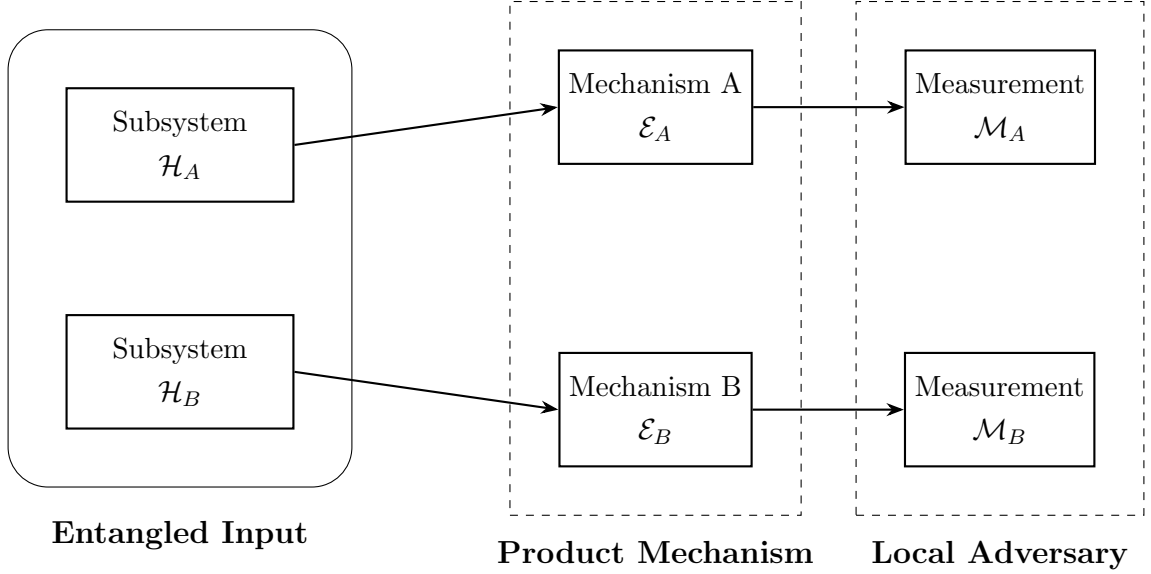 Subsystem
ℋ_A
Subsystem
ℋ_B
Entangled Input
Mechanism A
ℰ_A
Mechanism B
ℰ_B
Product Mechanism
Measurement
ℳ_A
Measurement
ℳ_B
Local Adversary